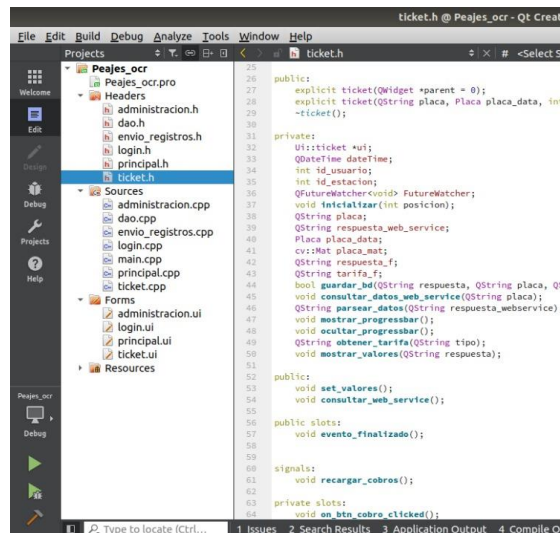 ticket.h @ Peajes_ocr - Qt Creat
File Edit Build Debug Analyze Tools Window Help
Projects
ticket.h
# <Select S
Welcome
Edit
Design
Debug
Projects
Help
Peajes_ocr
Debug
Peajes_ocr
Peajes_ocr.pro
Headers
administracion.h
dao.h
envio_registros.h
login.h
principal.h
ticket.h
Sources
administracion.cpp
dao.cpp
envio_registros.cpp
login.cpp
main.cpp
principal.cpp
ticket.cpp
Forms
administracion.ui
login.ui
principal.ui
ticket.ui
Resources
25
26 public:
27 explicit ticket(QWidget *parent = 0);
28 explicit ticket(QString placa, Placa placa_data, in
29 ~ticket();
30
31 private:
32 Ui::ticket *ui;
33 QDateTime dateTime;
34 int id_usuario;
35 int id_estacion;
36 QFutureWatcher<void> FutureWatcher;
37 void inicializar(int posicion);
38 QString placa;
39 QString respuesta_web_service;
40 Placa placa_data;
41 cv::Mat placa_mat;
42 QString respuesta_f;
43 QString tarifa_f;
44 bool guardar_bd(QString respuesta, QString placa, QS
45 void consultar_datos_web_service(QString placa);
46 QString parsear_datos(QString respuesta_webservice)
47 void mostrar_progressbar();
48 void ocultar_progressbar();
49 QString obtener_tarifa(QString tipo);
50 void mostrar_valores(QString respuesta);
51
52 public:
53 void set_valores();
54 void consultar_web_service();
55
56 public slots:
57 void evento_finalizado();
58
59
60 signals:
61 void recargar_cobros();
62
63 private slots:
64 void on_btn_cobro_clicked();
Type to locate (Ctrl...
1 Issues 2 Search Results 3 Application Output 4 Compile O